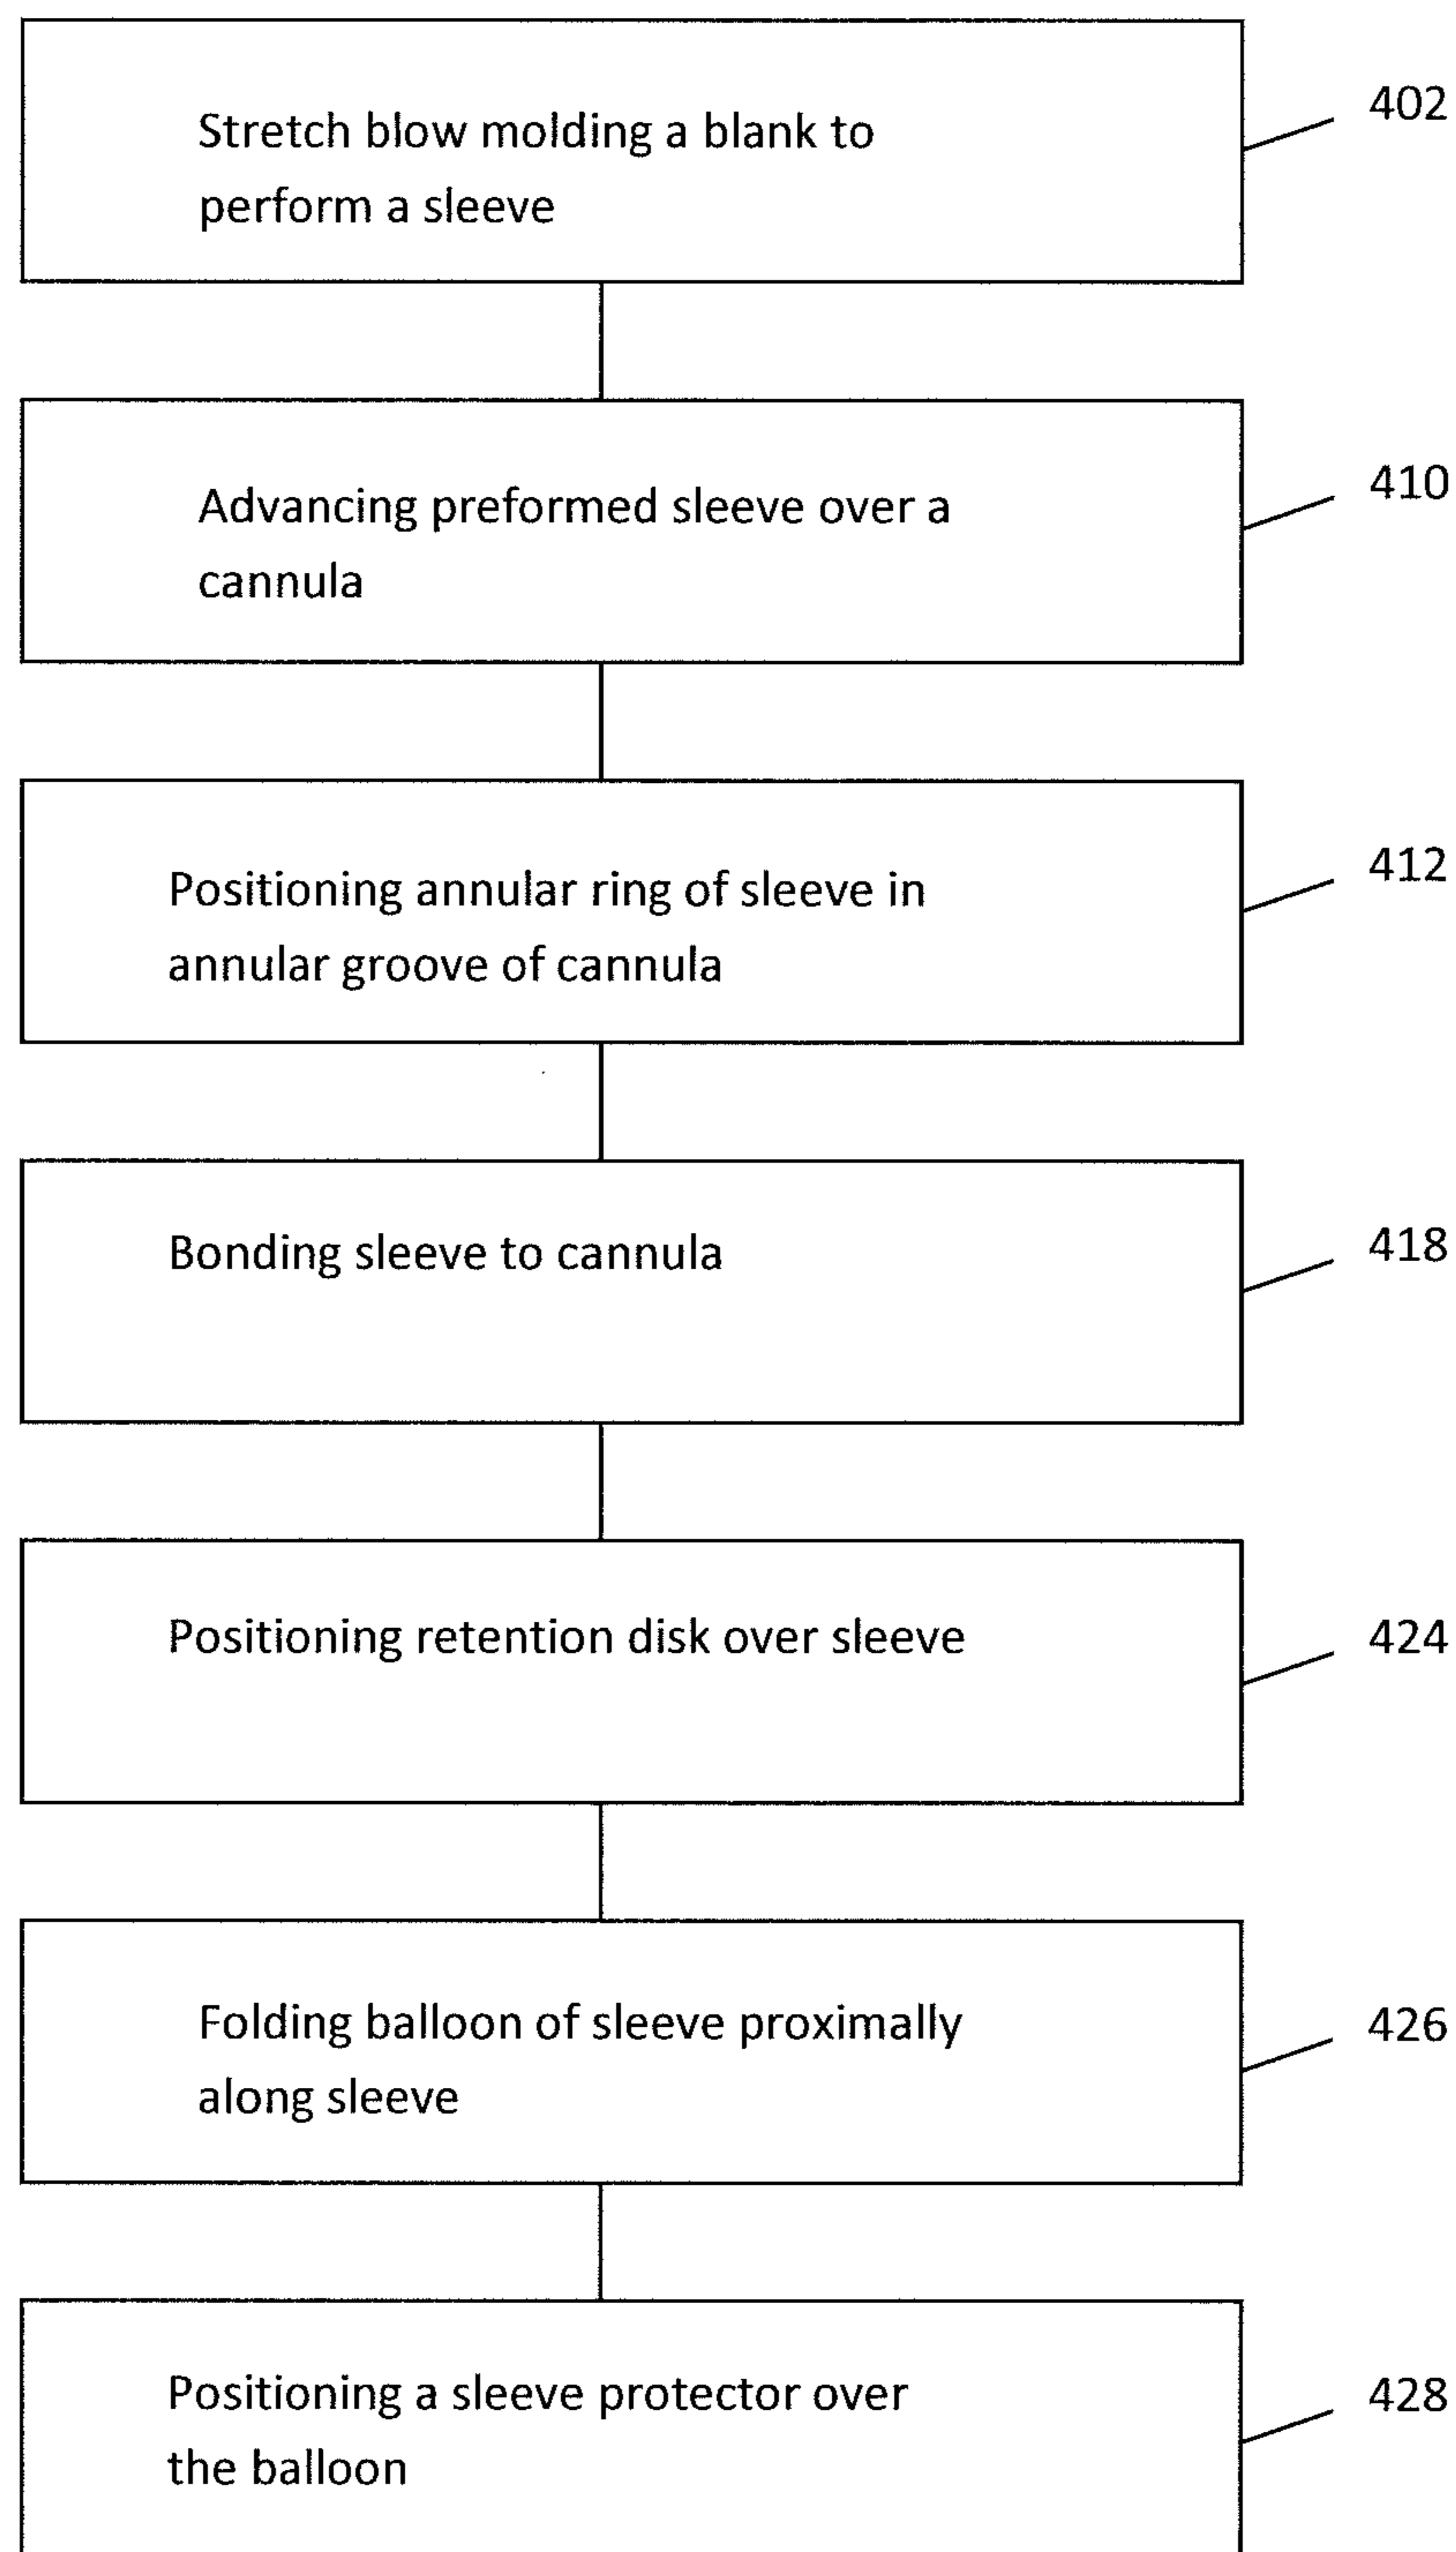 Stretch blow molding a blank to
perform a sleeve
402
Advancing preformed sleeve over a
cannula
410
Positioning annular ring of sleeve in
annular groove of cannula
412
Bonding sleeve to cannula
418
Positioning retention disk over sleeve
424
Folding balloon of sleeve proximally
along sleeve
426
Positioning a sleeve protector over
the balloon
428